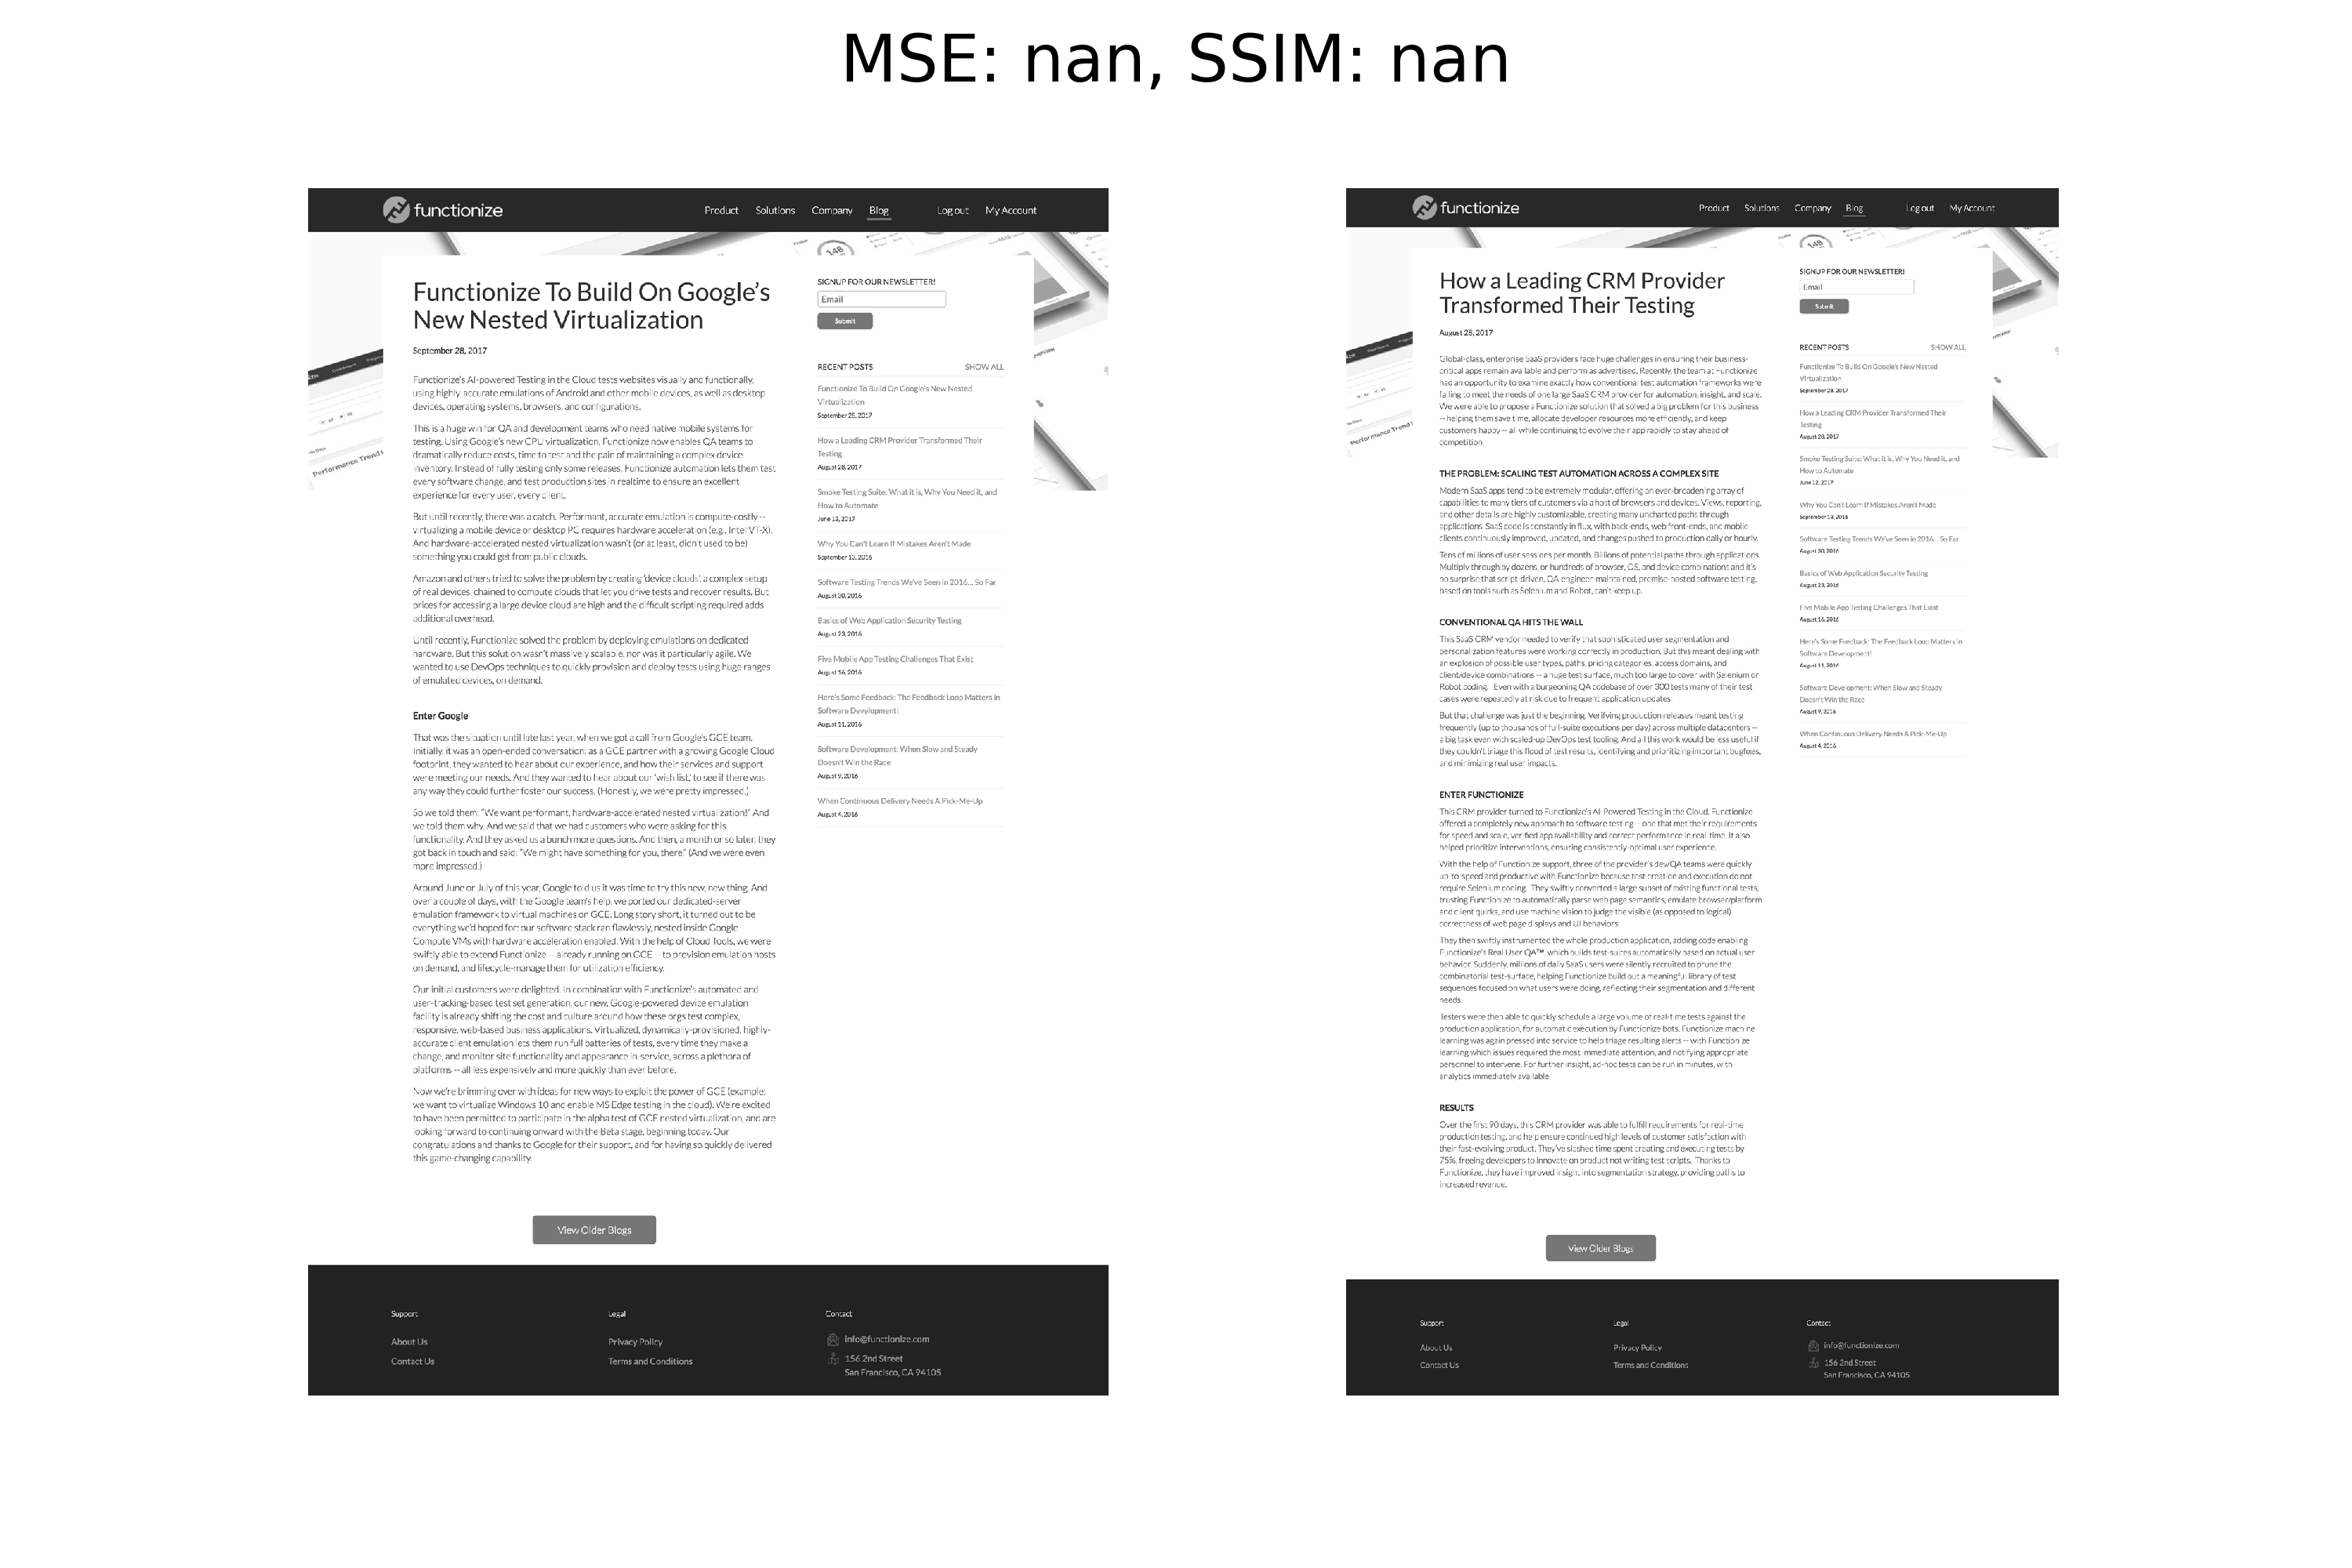 MSE: nan, SSIM: nan
functionize
Product Solutions Company Blog Log out My Account
Functionize To Build On Google's
New Nested Virtualization
September 28, 2017
Functionize's AI-powered Testing in the Cloud tests websites visually and functionally,
using highly-accurate emulations of Android and other mobile devices, as well as desktop
devices, operating systems, browsers, and configurations.
This is a huge win for QA and development teams who need native mobile systems for
testing. Using Google's new CPU virtualization, Functionize now enables QA teams to
dramatically reduce costs, time to test and the pain of maintaining a complex device
inventory. Instead of fully testing only some releases, Functionize automation lets them test
every software change, and test production sites in realtime to ensure an excellent
experience for every user, every client.
But until recently, there was a catch. Performant, accurate emulation is compute-costly --
virtualizing a mobile device or desktop PC requires hardware acceleration (e.g., Intel VT-X).
And hardware-accelerated nested virtualization wasn't (or at least, didn't used to be)
something you could get from public clouds.
Amazon and others tried to solve the problem by creating 'device clouds', a complex setup
of real devices, chained to compute clouds that let you drive tests and recover results. But
prices for accessing a large device cloud are high and the difficult scripting required adds
additional overhead.
Until recently, Functionize solved the problem by deploying emulations on dedicated
hardware. But this solution wasn't massively scalable, nor was it particularly agile. We
wanted to use DevOps techniques to quickly provision and deploy tests using huge ranges
of emulated devices, on demand.
Enter Google
That was the situation until late last year, when we got a call from Google's GCE team.
Initially, it was an open-ended conversation: as a GCE partner with a growing Google Cloud
footprint, they wanted to hear about our experience, and how their services and support
were meeting our needs. And they wanted to hear about our 'wish list,' to see if there was
any way they could further foster our success. (Honestly, we were pretty impressed.)
So we told them: "We want performant, hardware-accelerated nested virtualization!" And
we told them why. And we said that we had customers who were asking for this
functionality. And they asked us a bunch more questions. And then, a month or so later, they
got back in touch and said: "We might have something for you, there." (And we were even
more impressed.)
Around June or July of this year, Google told us it was time to try this new, new thing. And
over a couple of days, with the Google team's help, we ported our dedicated-server
emulation framework to virtual machines on GCE. Long story short, it turned out to be
everything we'd hoped for: our software stack ran flawlessly, nested inside Google
Compute VMs with hardware acceleration enabled. With the help of Cloud Tools, we were
swiftly able to extend Functionize -- already running on GCE -- to provision emulation hosts
on demand, and lifecycle-manage them for utilization efficiency.
Our initial customers were delighted. In combination with Functionize's automated and
user-tracking-based test set generation, our new, Google-powered device emulation
facility is already shifting the cost and culture around how these orgs test complex,
responsive, web-based business applications. Virtualized, dynamically-provisioned, highly-
accurate client emulation lets them run full batteries of tests, every time they make a
change, and monitor site functionality and appearance in-service, across a plethora of
platforms -- all less expensively and more quickly than ever before.
Now we're brimming over with ideas for new ways to exploit the power of GCE (example:
we want to virtualize Windows 10 and enable MS Edge testing in the cloud). We're excited
to have been permitted to participate in the alpha test of GCE nested virtualization, and are
looking forward to continuing onward with the Beta stage, beginning today. Our
congratulations and thanks to Google for their support, and for having so quickly delivered
this game-changing capability.
View Older Blogs
148
Performance Trend
SIGNUP FOR OUR NEWSLETTER!
Email
Submit
RECENT POSTS SHOW ALL
Functionize To Build On Google's New Nested
Virtualization
September 28, 2017
How a Leading CRM Provider Transformed Their
Testing
August 28, 2017
Smoke Testing Suite: What it is, Why You Need it, and
How to Automate
June 12, 2017
Why You Can't Learn If Mistakes Aren't Made
September 13, 2016
Software Testing Trends We've Seen in 2016... So Far
August 30, 2016
Basics of Web Application Security Testing
August 23, 2016
Five Mobile App Testing Challenges That Exist
August 16, 2016
Here's Some Feedback: The Feedback Loop Matters in
Software Development!
August 11, 2016
Software Development: When Slow and Steady
Doesn't Win the Race
August 9, 2016
When Continuous Delivery Needs A Pick-Me-Up
August 4, 2016
Support
About Us
Contact Us
Legal
Privacy Policy
Terms and Conditions
Contact
info@functionize.com
156 2nd Street
San Francisco, CA 94105
functionize
Product Solutions Company Blog Log out My Account
How a Leading CRM Provider
Transformed Their Testing
August 28, 2017
Global-class, enterprise SaaS providers face huge challenges in ensuring their business-
critical apps remain available and perform as advertised. Recently, the team at Functionize
had an opportunity to examine exactly how conventional test automation frameworks were
failing to meet the needs of one large SaaS CRM provider for automation, insight, and scale.
We were able to propose a Functionize solution that solved a big problem for this business
-- helping them save time, allocate developer resources more efficiently, and keep
customers happy -- all while continuing to evolve their app rapidly to stay ahead of
competition.
THE PROBLEM: SCALING TEST AUTOMATION ACROSS A COMPLEX SITE
Modern SaaS apps tend to be extremely modular, offering an ever-broadening array of
capabilities to many tiers of customers via a host of browsers and devices. Views, reporting,
and other details are highly customizable, creating many uncharted paths through
applications. SaaS code is constantly in flux, with back-ends, web front-ends, and mobile
clients continuously improved, updated, and changes pushed to production daily or hourly.
Tens of millions of user sessions per month. Billions of potential paths through applications.
Multiply through by dozens, or hundreds of browser, OS, and device combinations and it's
no surprise that script-driven, QA-engineer-maintained, premise-hosted software testing,
based on tools such as Selenium and Robot, can't keep up.
CONVENTIONAL QA HITS THE WALL
This SaaS CRM vendor needed to verify that sophisticated user segmentation and
personalization features were working correctly in production. But this meant dealing with
an explosion of possible user types, paths, pricing categories, access domains, and
client/device combinations -- a huge test surface, much too large to cover with Selenium or
Robot coding. Even with a burgeoning QA codebase of over 300 tests many of their test
cases were repeatedly at risk due to frequent application updates.
But that challenge was just the beginning. Verifying production releases meant testing
frequently (up to thousands of full-suite executions per day) across multiple datacenters --
a big task even with scaled-up DevOps test tooling. And all this work would be less useful if
they couldn't triage this flood of test results, identifying and prioritizing important bugfixes,
and minimizing real user impacts.
ENTER FUNCTIONIZE
This CRM provider turned to Functionize's AI-Powered Testing in the Cloud. Functionize
offered a completely new approach to software testing -- one that met their requirements
for speed and scale, verified app availability and correct performance in real-time. It also
helped prioritize interventions, ensuring consistently-optimal user experience.
With the help of Functionize support, three of the provider's dev/QA teams were quickly
up-to-speed and productive with Functionize because test creation and execution do not
require Selenium coding. They swiftly converted a large subset of existing functional tests,
trusting Functionize to automatically parse web page semantics, emulate browser/platform
and client quirks, and use machine vision to judge the visible (as opposed to logical)
correctness of web page displays and UI behaviors
They then swiftly instrumented the whole production application, adding code enabling
Functionize's Real User QA™, which builds test-suites automatically based on actual user
behavior. Suddenly, millions of daily SaaS users were silently recruited to prune the
combinatorial test-surface, helping Functionize build out a meaningful library of test
sequences focused on what users were doing, reflecting their segmentation and different
needs.
Testers were then able to quickly schedule a large volume of real-time tests against the
production application, for automatic execution by Functionize bots. Functionize machine
learning was again pressed into service to help triage resulting alerts -- with Functionize
learning which issues required the most immediate attention, and notifying appropriate
personnel to intervene. For further insight, ad-hoc tests can be run in minutes, with
analytics immediately available.
RESULTS
Over the first 90 days, this CRM provider was able to fulfill requirements for real-time
production testing, and help ensure continued high levels of customer satisfaction with
their fast-evolving product. They've slashed time spent creating and executing tests by
75%, freeing developers to innovate on product not writing test scripts. Thanks to
Functionize, they have improved insight into segmentation strategy, providing paths to
increased revenue.
View Older Blogs
148
Performance Trend
SIGNUP FOR OUR NEWSLETTER!
Email
Submit
RECENT POSTS SHOW ALL
Functionize To Build On Google's New Nested
Virtualization
September 28, 2017
How a Leading CRM Provider Transformed Their
Testing
August 28, 2017
Smoke Testing Suite: What it is, Why You Need it, and
How to Automate
June 12, 2017
Why You Can't Learn If Mistakes Aren't Made
September 13, 2016
Software Testing Trends We've Seen in 2016... So Far
August 30, 2016
Basics of Web Application Security Testing
August 23, 2016
Five Mobile App Testing Challenges That Exist
August 16, 2016
Here's Some Feedback: The Feedback Loop Matters in
Software Development!
August 11, 2016
Software Development: When Slow and Steady
Doesn't Win the Race
August 9, 2016
When Continuous Delivery Needs A Pick-Me-Up
August 4, 2016
Support
About Us
Contact Us
Legal
Privacy Policy
Terms and Conditions
Contact
info@functionize.com
156 2nd Street
San Francisco, CA 94105